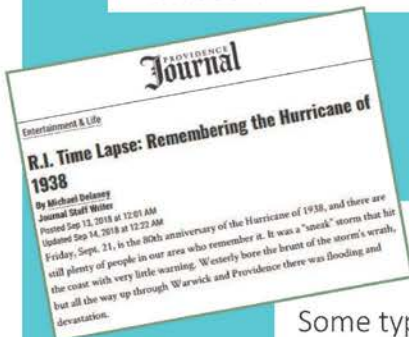 PROVIDENCE
Journal
Entertainment & Life
R.I. Time Lapse: Remembering the Hurricane of
1938
By Michael Delaney
Journal Staff Writer
Posted Sep 13, 2018 at 12:01 AM
Updated Sep 14, 2018 at 12:22 AM
Friday, Sept. 21, is the 80th anniversary of the Hurricane of 1938, and there are
still plenty of people in our area who remember it. It was a "sneak" storm that hit
the coast with very little warning. Westerly bore the brunt of the storm's wrath,
but all the way up through Warwick and Providence there was flooding and
devastation.
Some typ